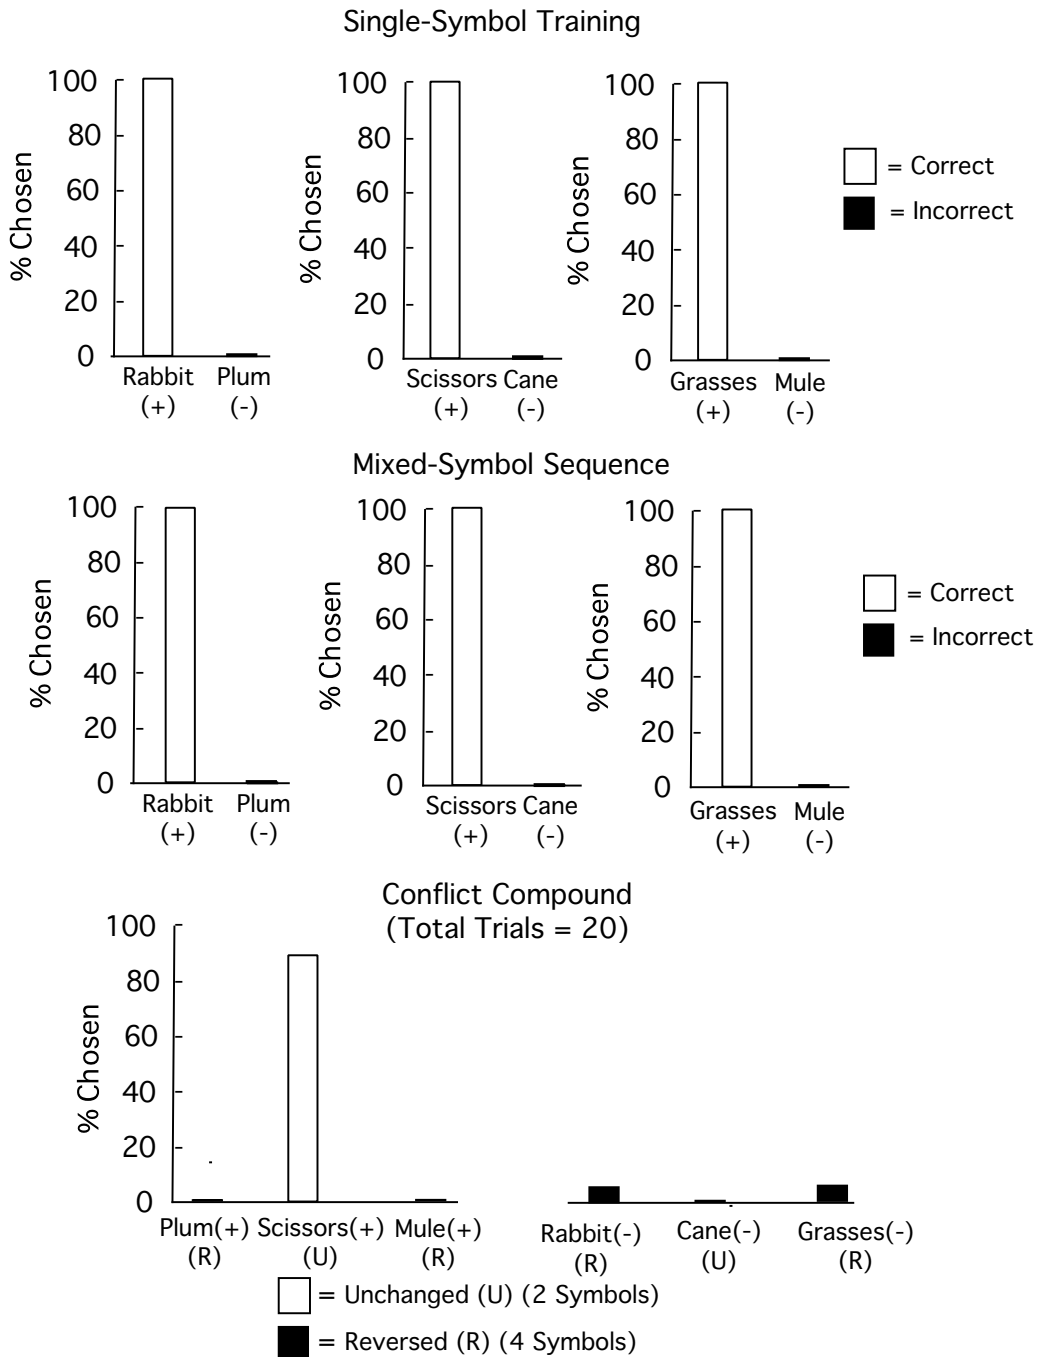 Single-Symbol Training
100
80
60
40
20
0
% Chosen
Rabbit Plum
(+) (-)
100
80
60
40
20
0
% Chosen
Scissors Cane
(+) (-)
100
80
60
40
20
0
% Chosen
Grasses Mule
(+) (-)
= Correct
= Incorrect
Mixed-Symbol Sequence
100
80
60
40
20
0
% Chosen
Rabbit Plum
(+) (-)
100
80
60
40
20
0
% Chosen
Scissors Cane
(+) (-)
100
80
60
40
20
0
% Chosen
Grasses Mule
(+) (-)
= Correct
= Incorrect
Conflict Compound
(Total Trials = 20)
100
80
60
40
20
0
% Chosen
Plum(+) Scissors(+) Mule(+)
(R) (U) (R)
Rabbit(-) Cane(-) Grasses(-)
(R) (U) (R)
= Unchanged (U) (2 Symbols)
= Reversed (R) (4 Symbols)